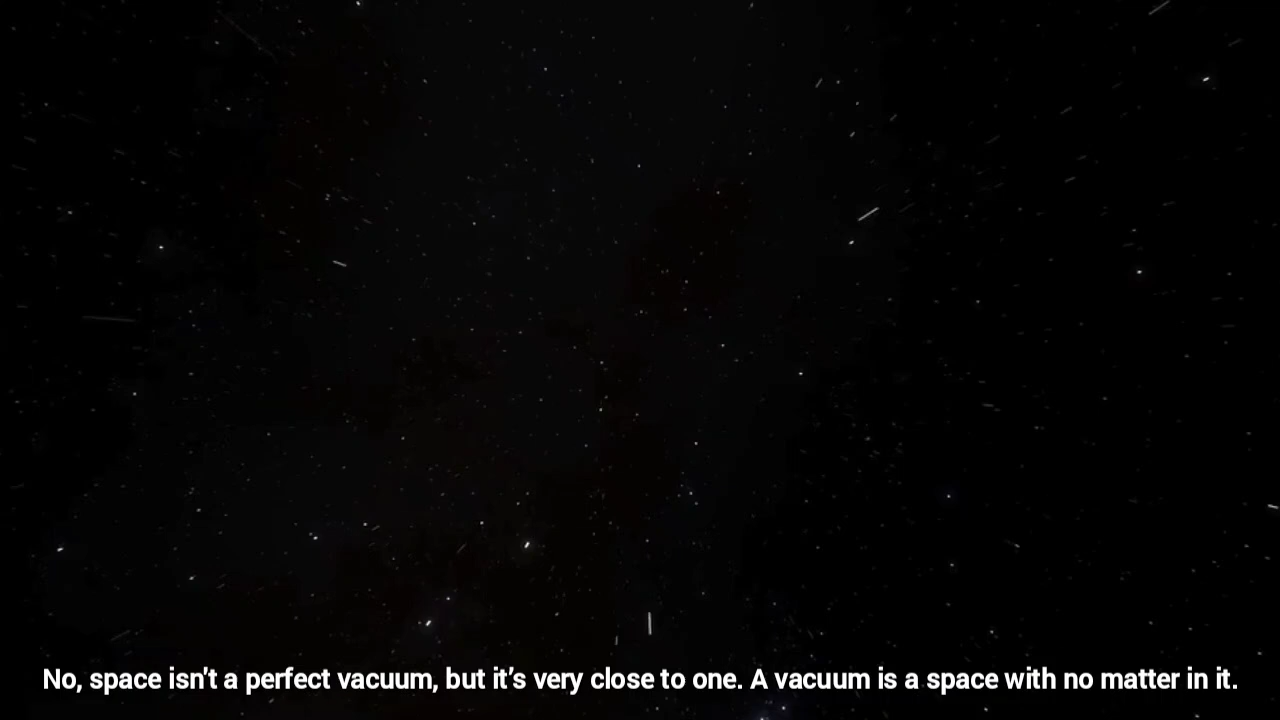 No, space isn't a perfect vacuum, but it’s very close to one. A vacuum is a space with no matter in it.